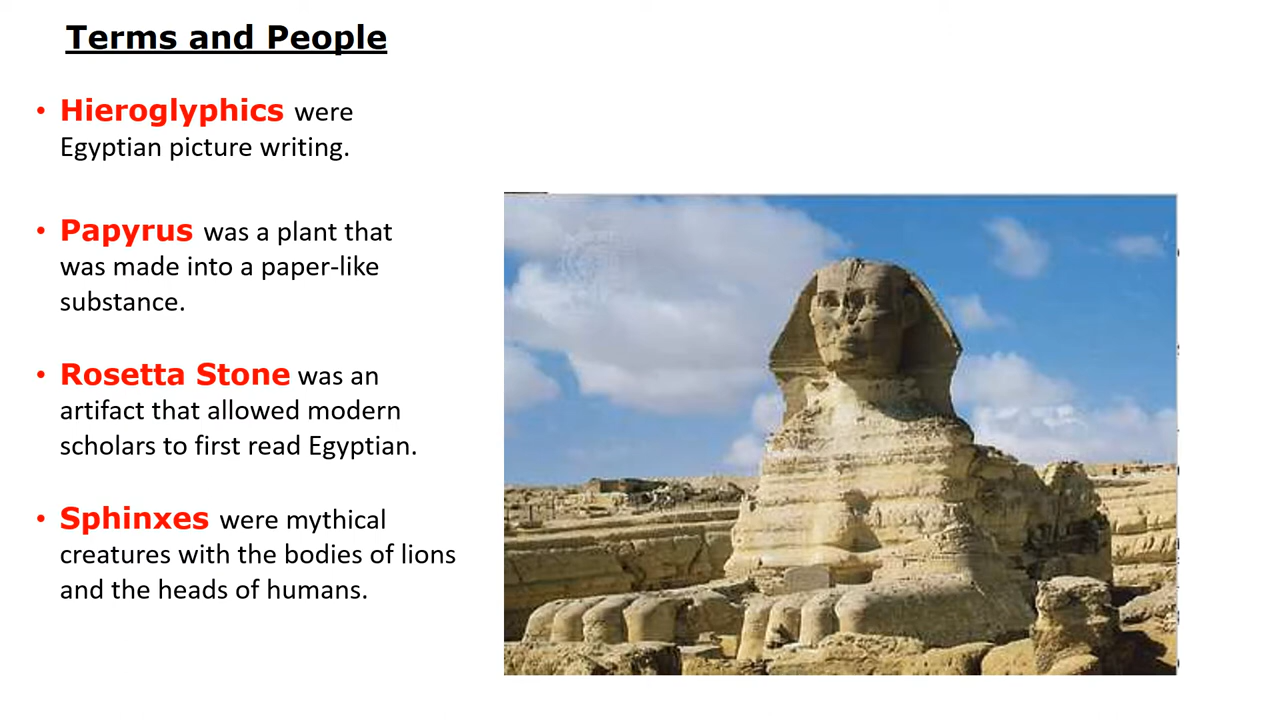 Terms and People
• Hieroglyphics were
Egyptian picture writing.
• Papyrus was a plant that
was made into a paper-like
substance.
• Rosetta Stone was an
artifact that allowed modern
scholars to first read Egyptian.
• Sphinxes were mythical
creatures with the bodies of lions
and the heads of humans.